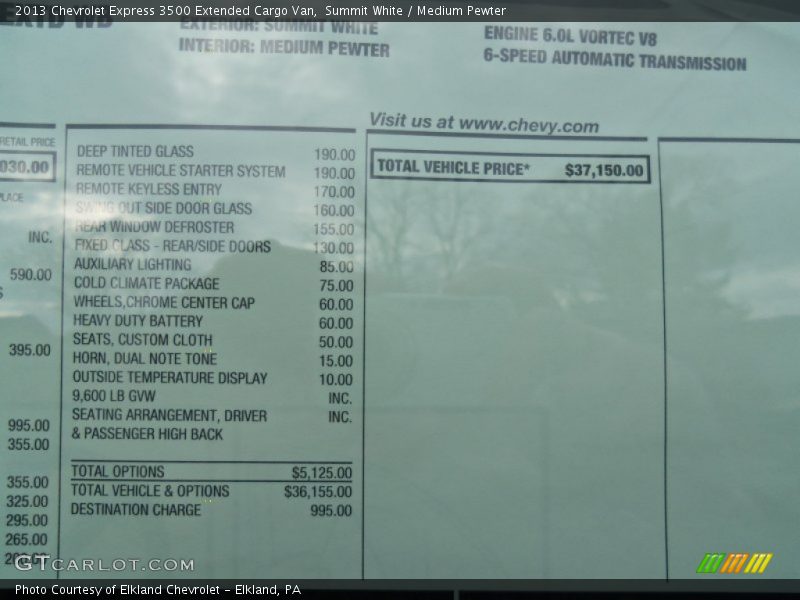 2013 Chevrolet Express 3500 Extended Cargo Van, Summit White / Medium Pewter
EXTD WB
EXTERIOR: SUMMIT WHITE
INTERIOR: MEDIUM PEWTER
ENGINE 6.0L VORTEC V8
6-SPEED AUTOMATIC TRANSMISSION
RETAIL PRICE
030.00
PLACE
INC.
590.00
S
395.00
995.00
355.00
355.00
325.00
295.00
265.00
DEEP TINTED GLASS 190.00
REMOTE VEHICLE STARTER SYSTEM 190.00
REMOTE KEYLESS ENTRY 170.00
SWING OUT SIDE DOOR GLASS 160.00
REAR WINDOW DEFROSTER 155.00
FIXED GLASS - REAR/SIDE DOORS 130.00
AUXILIARY LIGHTING 85.00
COLD CLIMATE PACKAGE 75.00
WHEELS,CHROME CENTER CAP 60.00
HEAVY DUTY BATTERY 60.00
SEATS, CUSTOM CLOTH 50.00
HORN, DUAL NOTE TONE 15.00
OUTSIDE TEMPERATURE DISPLAY 10.00
9,600 LB GVW INC.
SEATING ARRANGEMENT, DRIVER INC.
& PASSENGER HIGH BACK
TOTAL OPTIONS $5,125.00
TOTAL VEHICLE & OPTIONS $36,155.00
DESTINATION CHARGE 995.00
Visit us at www.chevy.com
TOTAL VEHICLE PRICE* $37,150.00
GTCARLOT.COM
Photo Courtesy of Elkland Chevrolet - Elkland, PA